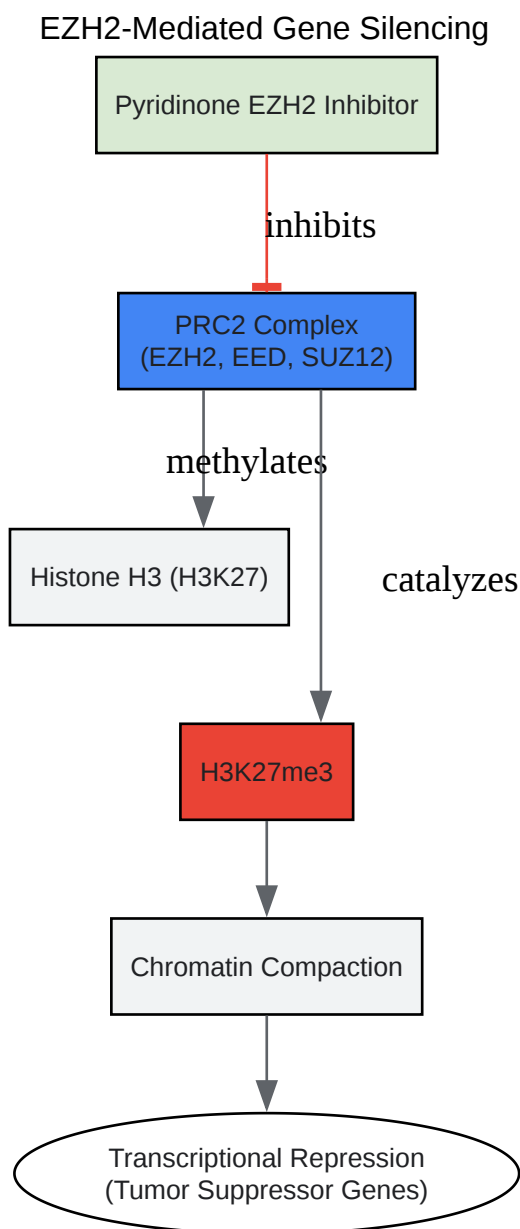 EZH2-Mediated Gene Silencing
Pyridinone EZH2 Inhibitor
inhibits
PRC2 Complex
(EZH2, EED, SUZ12)
methylates
Histone H3 (H3K27)
catalyzes
H3K27me3
Chromatin Compaction
Transcriptional Repression
(Tumor Suppressor Genes)